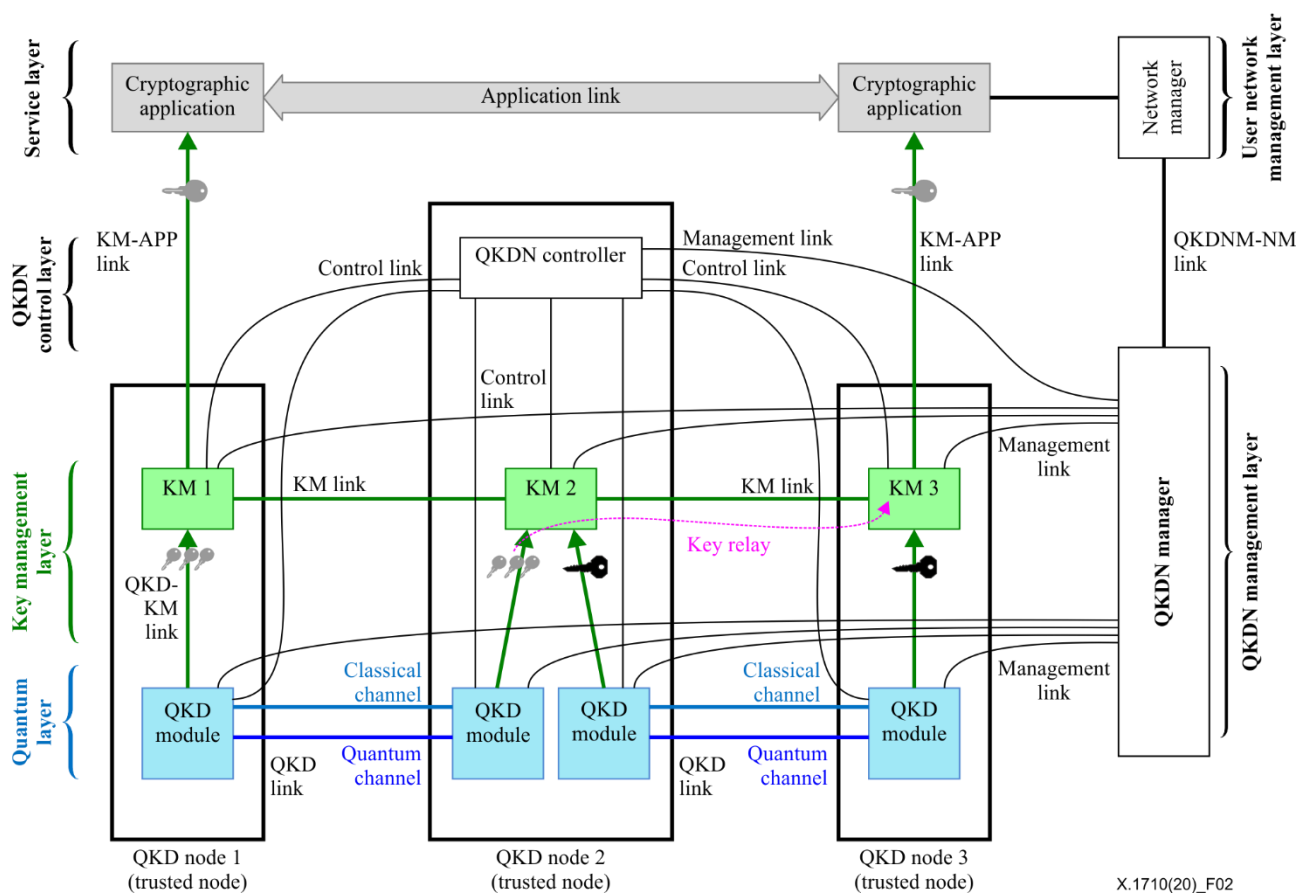 Service layer
Cryptographic
application
Application link
Cryptographic
application
Network
manager
User network
management layer
KM-APP
link
KM-APP
link
QKDNM-NM
link
QKDN
control layer
QKDN controller
Management link
Control link
Control link
Control
link
Key management
layer
KM 1
KM link
KM 2
KM link
KM 3
Management
link
Key relay
QKD-
KM
link
QKDN manager
QKDN management layer
Quantum
layer
QKD
module
Classical
channel
QKD
module
QKD
module
Classical
channel
QKD
module
Management
link
Quantum
channel
Quantum
channel
QKD
link
QKD
link
QKD node 1
(trusted node)
QKD node 2
(trusted node)
QKD node 3
(trusted node)
X.1710(20)_F02